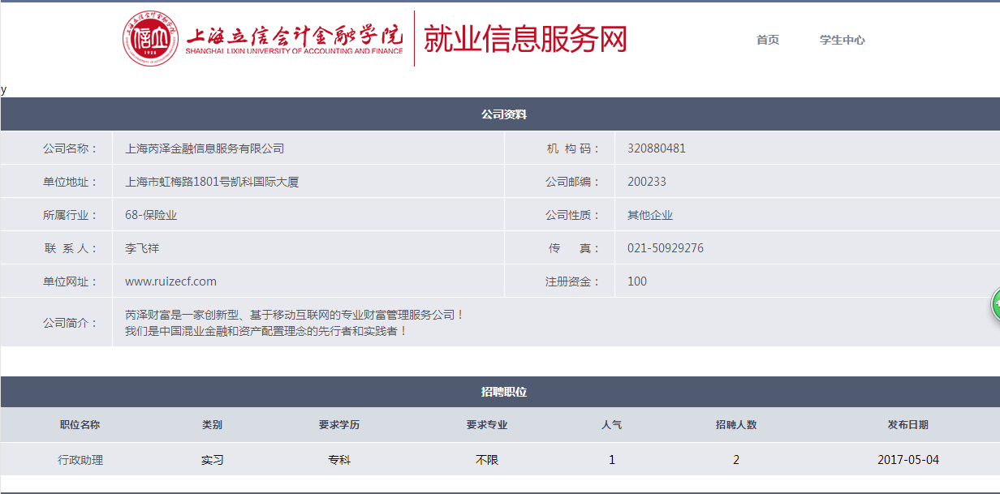 上海立信会计金融学院
SHANGHAI LIXIN UNIVERSITY OF ACCOUNTING AND FINANCE
就业信息服务网
首页 学生中心
y
公司资料
公司名称： 上海芮泽金融信息服务有限公司 机 构 码： 320880481
单位地址： 上海市虹梅路1801号凯科国际大厦 公司邮编： 200233
所属行业： 68-保险业 公司性质： 其他企业
联 系 人： 李飞祥 传 真： 021-50929276
单位网址： www.ruizecf.com 注册资金： 100
公司简介： 芮泽财富是一家创新型、基于移动互联网的专业财富管理服务公司！
我们是中国混业金融和资产配置理念的先行者和实践者！
招聘职位
职位名称 类别 要求学历 要求专业 人气 招聘人数 发布日期
行政助理 实习 专科 不限 1 2 2017-05-04